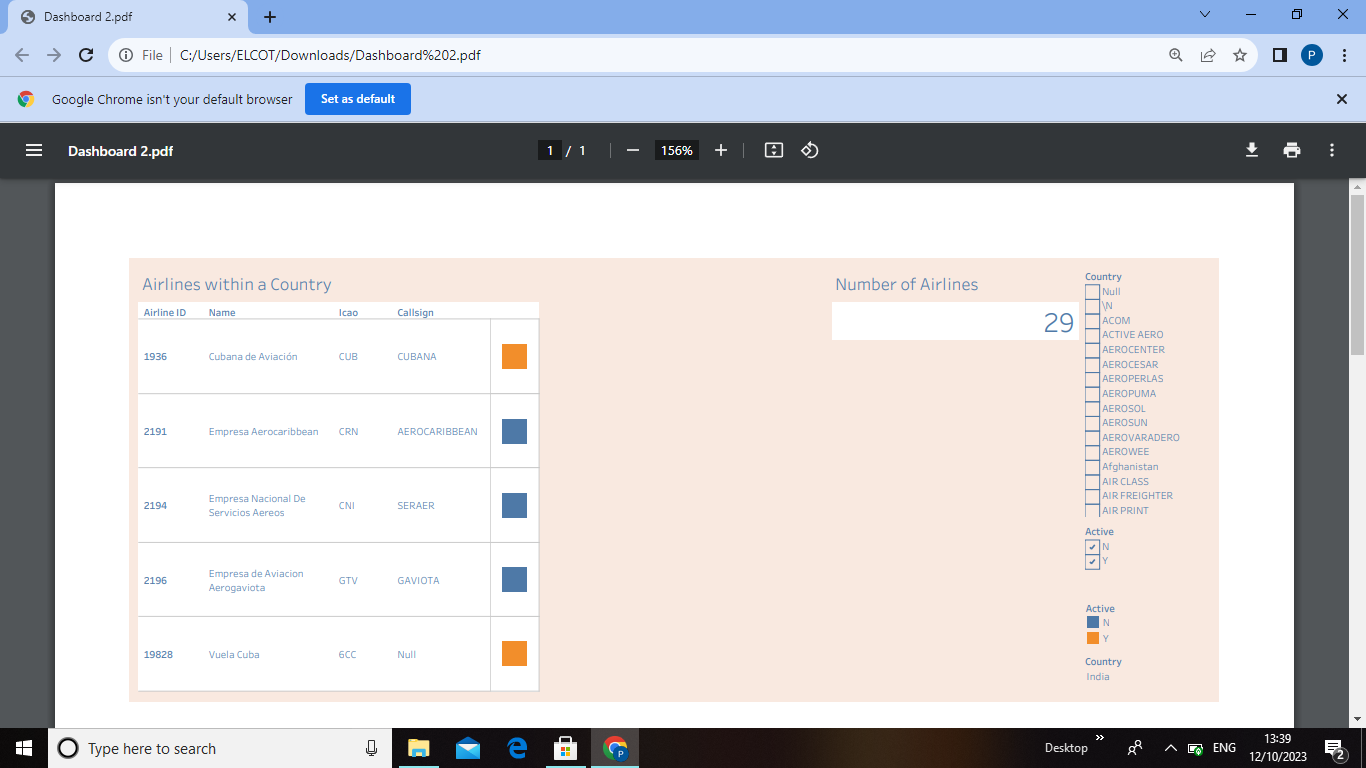 Dashboard 2.pdf
File
C:/Users/ELCOT/Downloads/Dashboard%202.pdf
P
Google Chrome isn't your default browser
Set as default
Dashboard 2.pdf
1 / 1
156%
Airlines within a Country
Airline ID Name Icao Callsign
1936 Cubana de Aviación CUB CUBANA
2191 Empresa Aerocaribbean CRN AEROCARIBBEAN
2194 Empresa Nacional De Servicios Aereos CNI SERAER
2196 Empresa de Aviacion Aerogaviota GTV GAVIOTA
19828 Vuela Cuba 6CC Null
Number of Airlines
29
Country
Null
\N
ACOM
ACTIVE AERO
AEROCENTER
AEROCESAR
AEROPERLAS
AEROPUMA
AEROSOL
AEROSUN
AEROVARADERO
AEROWEE
Afghanistan
AIR CLASS
AIR FREIGHTER
AIR PRINT
Active
N
Y
Active
N
Y
Country
India
Type here to search
P
Desktop
ENG
13:39
12/10/2023
2